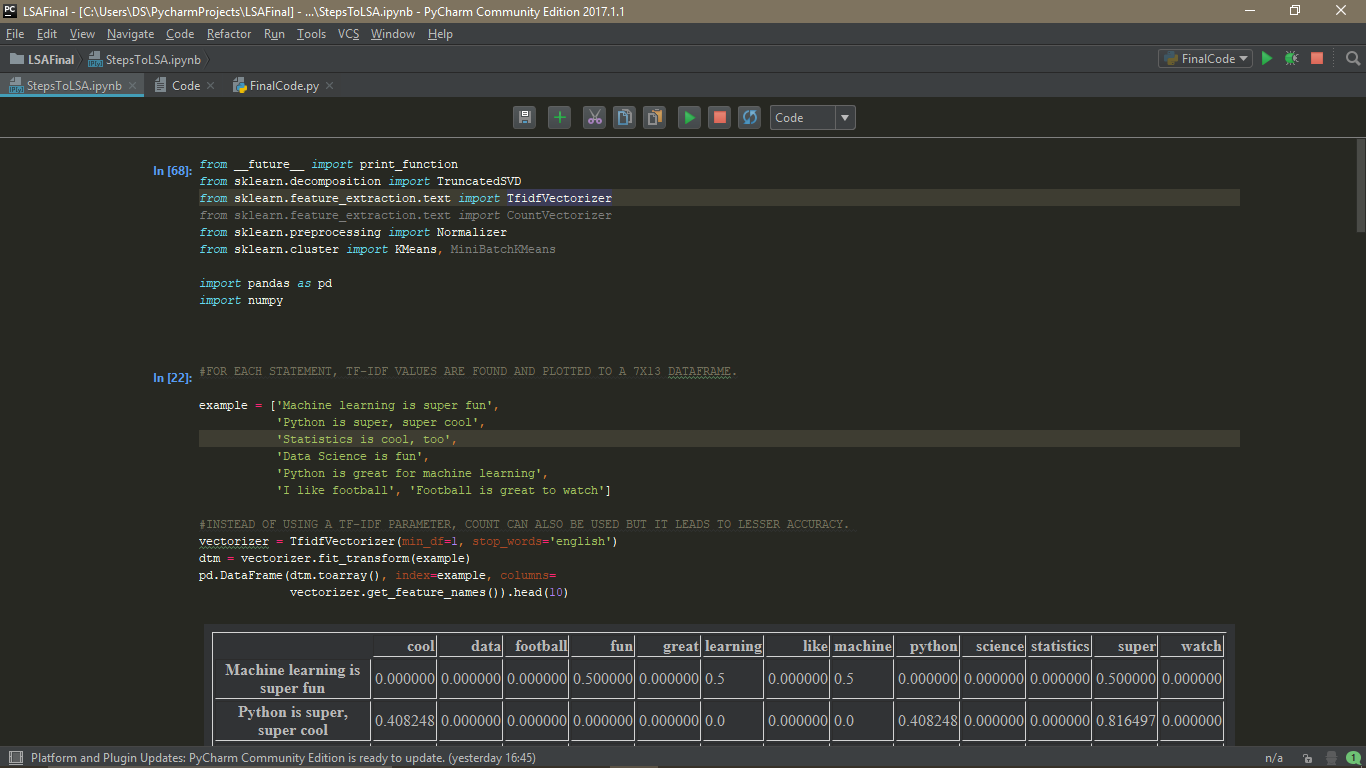 PC LSAFinal - [C:\Users\DS\PycharmProjects\LSAFinal] - ...\StepsToLSA.ipynb - PyCharm Community Edition 2017.1.1
File Edit View Navigate Code Refactor Run Tools VCS Window Help
LSAFinal StepsToLSA.ipynb FinalCode
StepsToLSA.ipynb Code FinalCode.py
Code
In [68]:
from __future__ import print_function
from sklearn.decomposition import TruncatedSVD
from sklearn.feature_extraction.text import TfidfVectorizer
from sklearn.feature_extraction.text import CountVectorizer
from sklearn.preprocessing import Normalizer
from sklearn.cluster import KMeans, MiniBatchKMeans
import pandas as pd
import numpy
In [22]:
#FOR EACH STATEMENT, TF-IDF VALUES ARE FOUND AND PLOTTED TO A 7X13 DATAFRAME.
example = ['Machine learning is super fun',
'Python is super, super cool',
'Statistics is cool, too',
'Data Science is fun',
'Python is great for machine learning',
'I like football', 'Football is great to watch']
#INSTEAD OF USING A TF-IDF PARAMETER, COUNT CAN ALSO BE USED BUT IT LEADS TO LESSER ACCURACY.
vectorizer = TfidfVectorizer(min_df=1, stop_words='english')
dtm = vectorizer.fit_transform(example)
pd.DataFrame(dtm.toarray(), index=example, columns=
vectorizer.get_feature_names()).head(10)
cool data football fun great learning like machine python science statistics super watch
Machine learning is
super fun
0.000000 0.000000 0.000000 0.500000 0.000000 0.5 0.000000 0.5 0.000000 0.000000 0.000000 0.500000 0.000000
Python is super,
super cool
0.408248 0.000000 0.000000 0.000000 0.000000 0.0 0.000000 0.0 0.408248 0.000000 0.000000 0.816497 0.000000
Platform and Plugin Updates: PyCharm Community Edition is ready to update. (yesterday 16:45) n/a 1